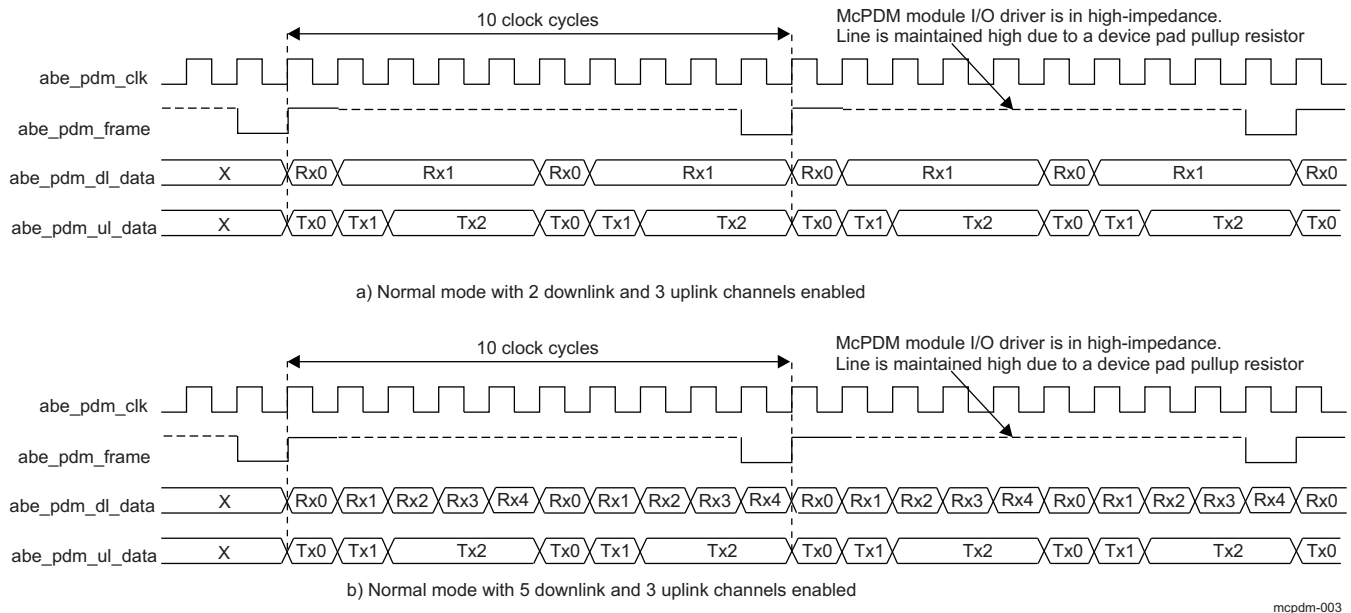 10 clock cycles
McPDM module I/O driver is in high-impedance.
Line is maintained high due to a device pad pullup resistor
abe_pdm_clk
abe_pdm_frame
abe_pdm_dl_data X Rx0 Rx1 Rx0 Rx1 Rx0 Rx1 Rx0 Rx1 Rx0
abe_pdm_ul_data X Tx0 Tx1 Tx2 Tx0 Tx1 Tx2 Tx0 Tx1 Tx2 Tx0 Tx1 Tx2 Tx0
a) Normal mode with 2 downlink and 3 uplink channels enabled
10 clock cycles
McPDM module I/O driver is in high-impedance.
Line is maintained high due to a device pad pullup resistor
abe_pdm_clk
abe_pdm_frame
abe_pdm_dl_data X Rx0 Rx1 Rx2 Rx3 Rx4 Rx0 Rx1 Rx2 Rx3 Rx4 Rx0 Rx1 Rx2 Rx3 Rx4 Rx0 Rx1 Rx2 Rx3 Rx4 Rx0
abe_pdm_ul_data X Tx0 Tx1 Tx2 Tx0 Tx1 Tx2 Tx0 Tx1 Tx2 Tx0 Tx1 Tx2 Tx0
b) Normal mode with 5 downlink and 3 uplink channels enabled
mcpdm-003